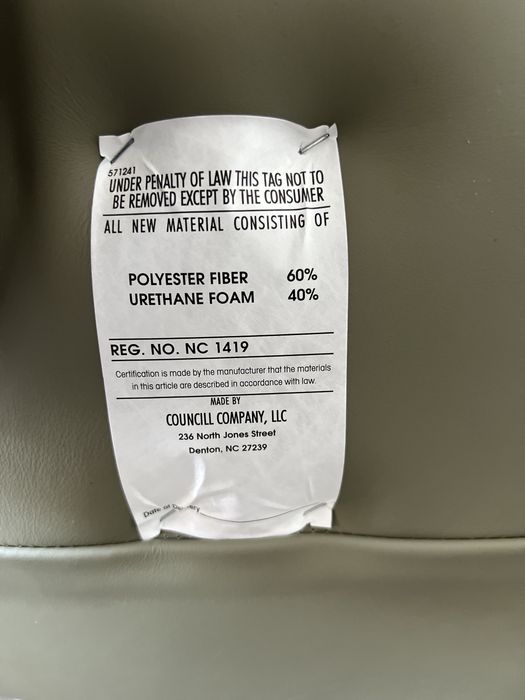 571241
UNDER PENALTY OF LAW THIS TAG NOT TO
BE REMOVED EXCEPT BY THE CONSUMER
ALL NEW MATERIAL CONSISTING OF
POLYESTER FIBER 60%
URETHANE FOAM 40%
REG. NO. NC 1419
Certification is made by the manufacturer that the materials
in this article are described in accordance with law.
MADE BY
COUNCILL COMPANY, LLC
236 North Jones Street
Denton, NC 27239
Date of Delivery